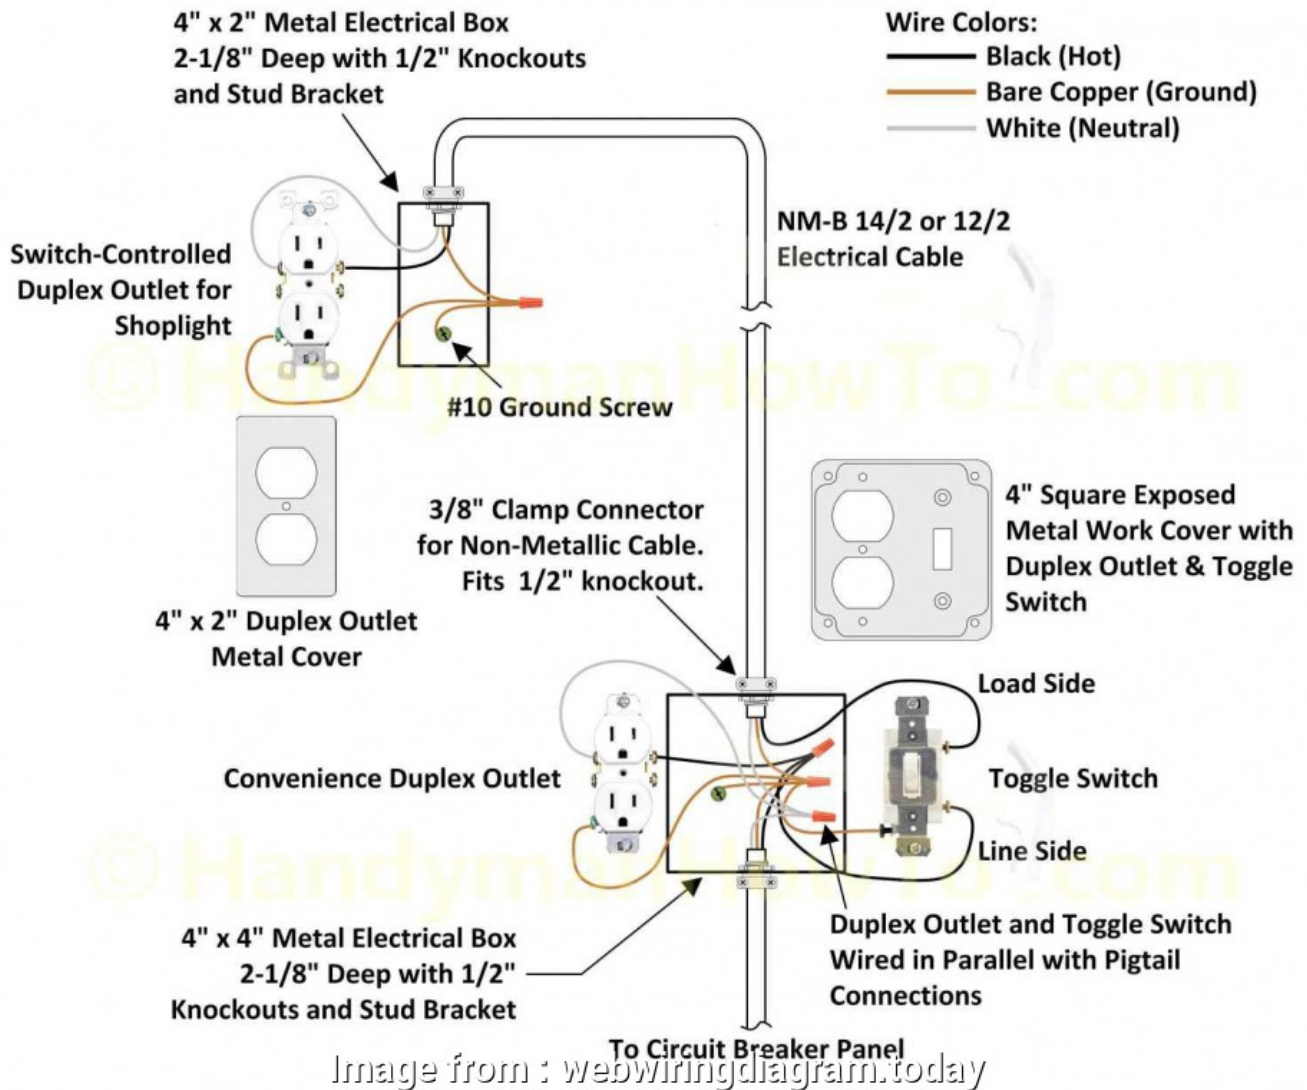 4" x 2" Metal Electrical Box
2-1/8" Deep with 1/2" Knockouts
and Stud Bracket
Wire Colors:
Black (Hot)
Bare Copper (Ground)
White (Neutral)
NM-B 14/2 or 12/2
Electrical Cable
Switch-Controlled
Duplex Outlet for
Shoplight
© HandymanHowTo.com
#10 Ground Screw
3/8" Clamp Connector
for Non-Metallic Cable.
Fits 1/2" knockout.
4" Square Exposed
Metal Work Cover with
Duplex Outlet & Toggle
Switch
4" x 2" Duplex Outlet
Metal Cover
Load Side
Convenience Duplex Outlet
Toggle Switch
Line Side
© HandymanHowTo.com
4" x 4" Metal Electrical Box
2-1/8" Deep with 1/2"
Knockouts and Stud Bracket
Duplex Outlet and Toggle Switch
Wired in Parallel with Pigtail
Connections
To Circuit Breaker Panel
Image from : webwiringdiagram.today